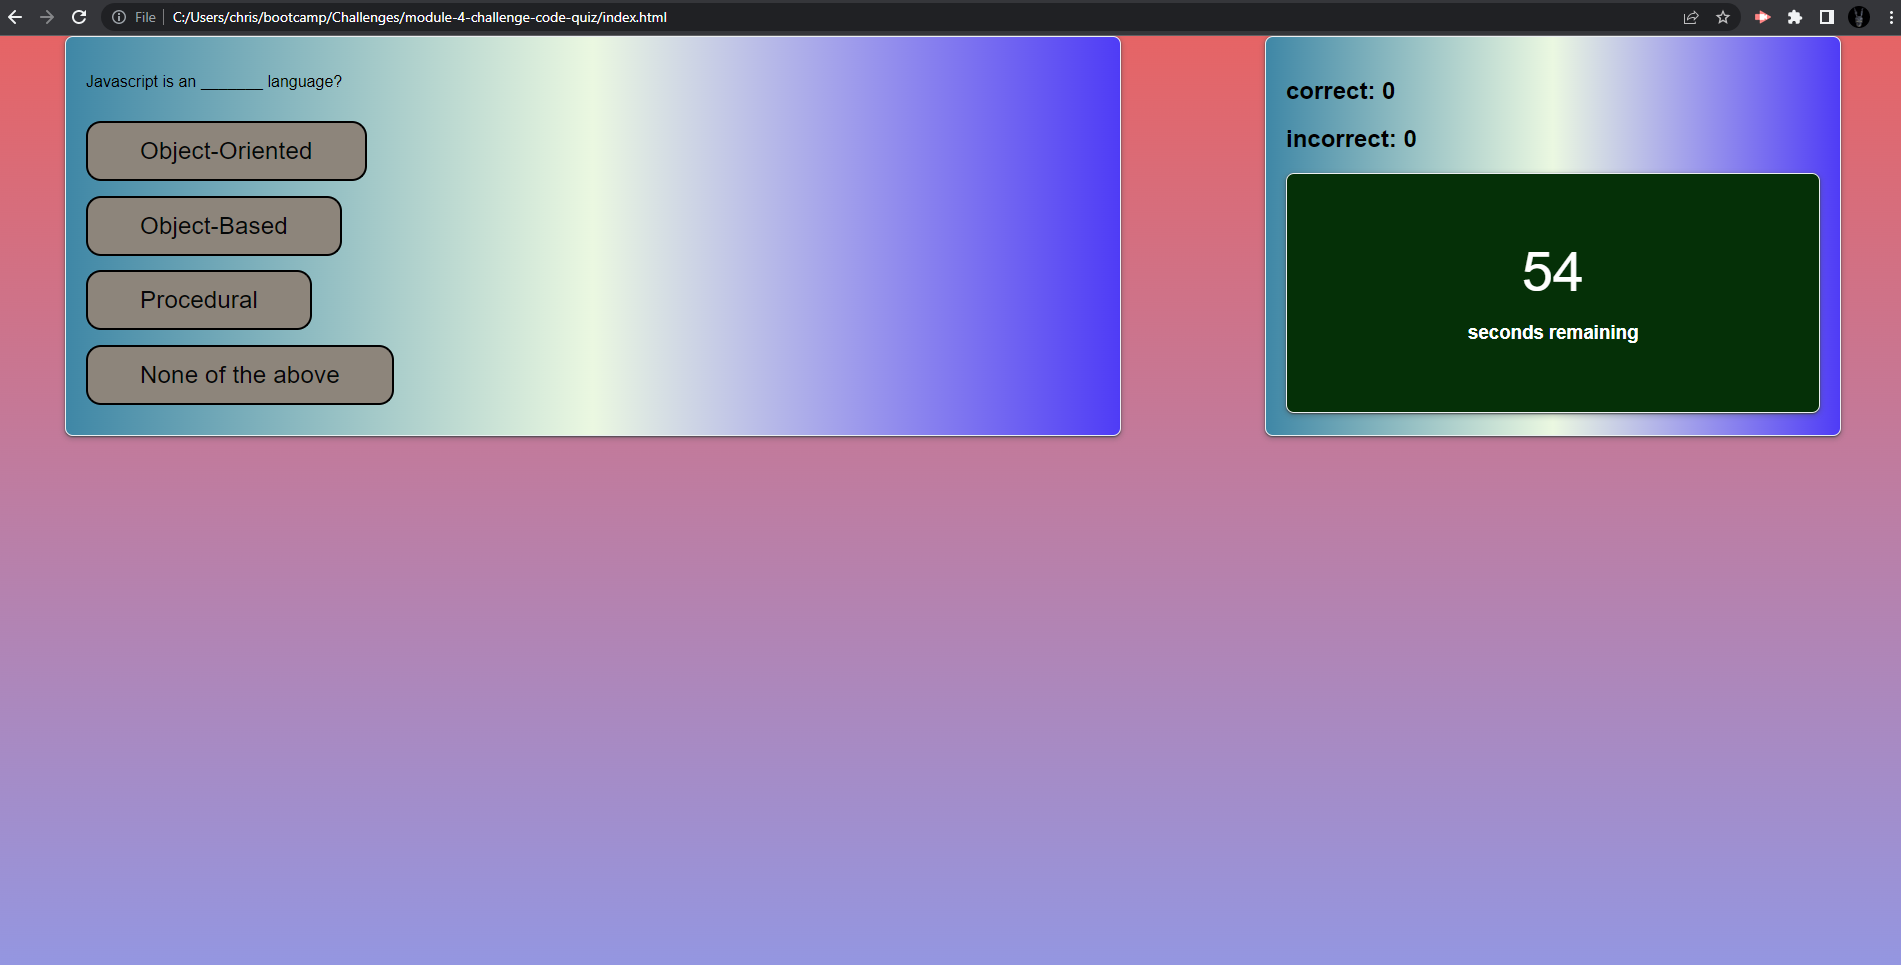 File C:/Users/chris/bootcamp/Challenges/module-4-challenge-code-quiz/index.html
Javascript is an _______ language?
Object-Oriented
Object-Based
Procedural
None of the above
correct: 0
incorrect: 0
54
seconds remaining